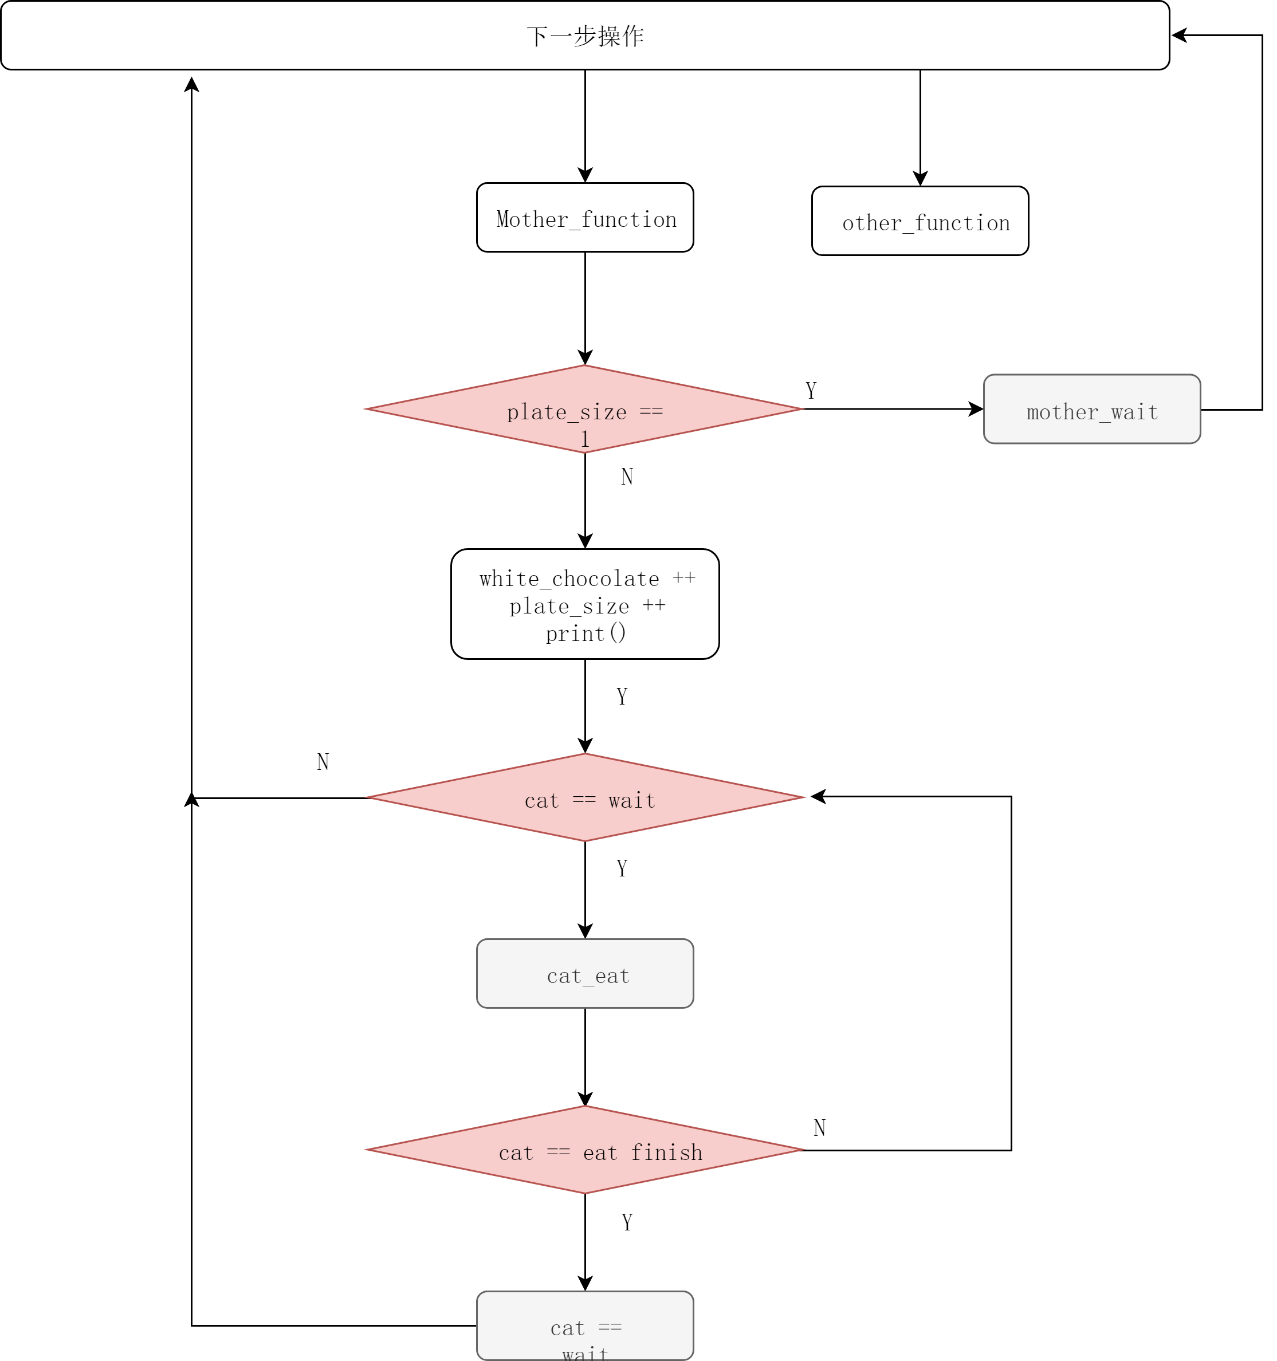 下一步操作
Mother_function
other_function
plate_size ==
1
Y
mother_wait
N
white_chocolate ++
plate_size ++
print()
Y
N
cat == wait
Y
cat_eat
N
cat == eat finish
Y
cat ==
wait